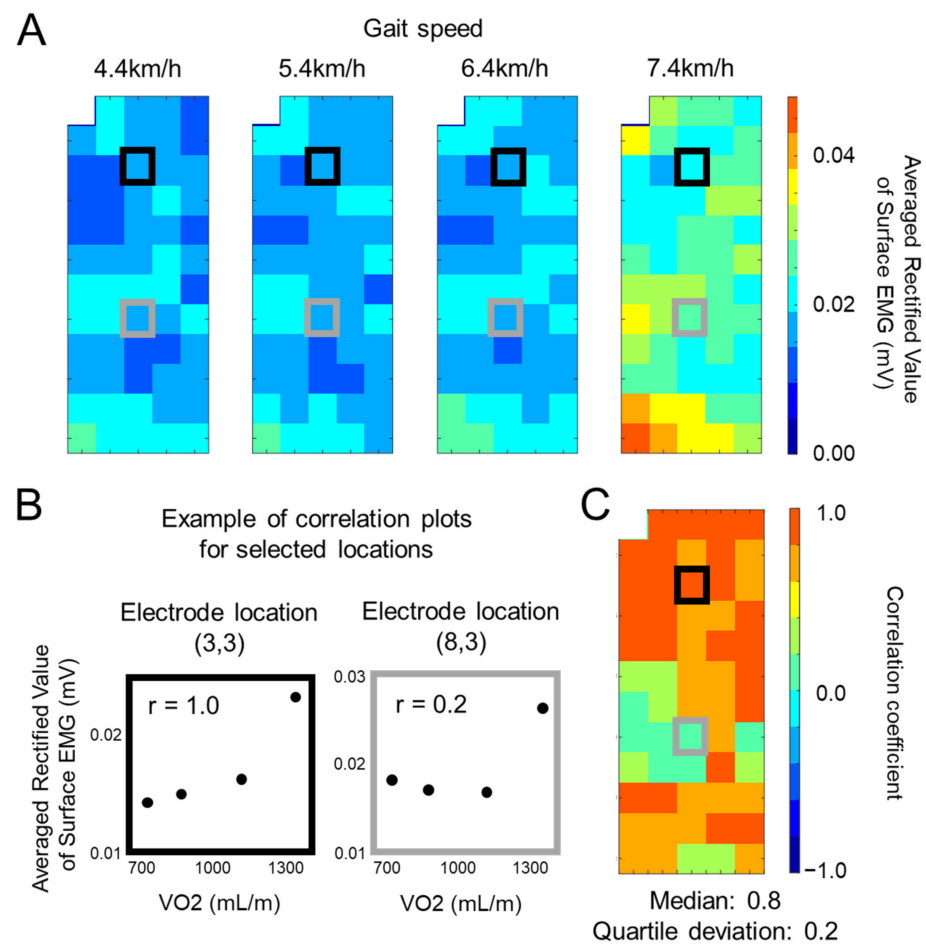 A
Gait speed
4.4km/h 5.4km/h 6.4km/h 7.4km/h
0.04
0.02
0.00
Averaged Rectified Value
of Surface EMG (mV)
B
Example of correlation plots
for selected locations
Electrode location
(3,3)
Electrode location
(8,3)
Averaged Rectified Value
of Surface EMG (mV)
r = 1.0
0.02
0.01
700 1000 1300
VO2 (mL/m)
r = 0.2
0.03
0.02
0.01
700 1000 1300
VO2 (mL/m)
C
1.0
0.0
−1.0
Correlation coefficient
Median: 0.8
Quartile deviation: 0.2